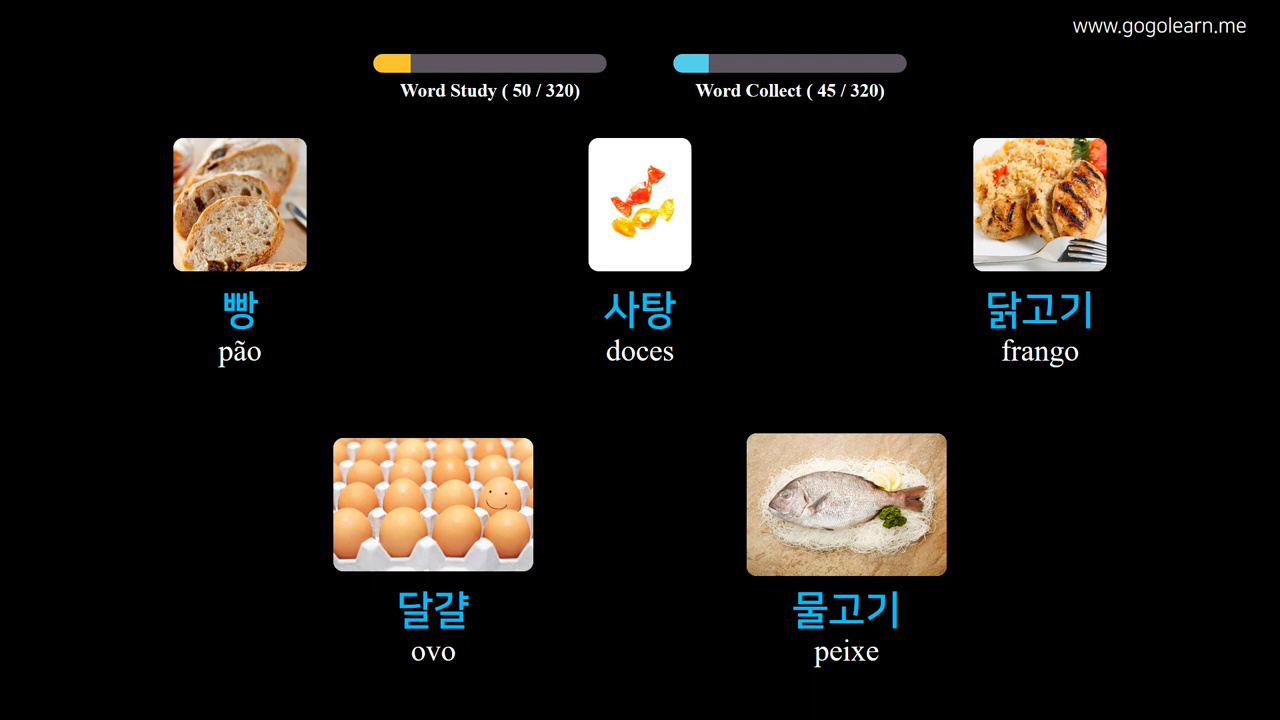 www.gogolearn.me
Word Study ( 50 / 320)
Word Collect ( 45 / 320)
빵
pão
사탕
doces
닭고기
frango
달걀
ovo
물고기
peixe